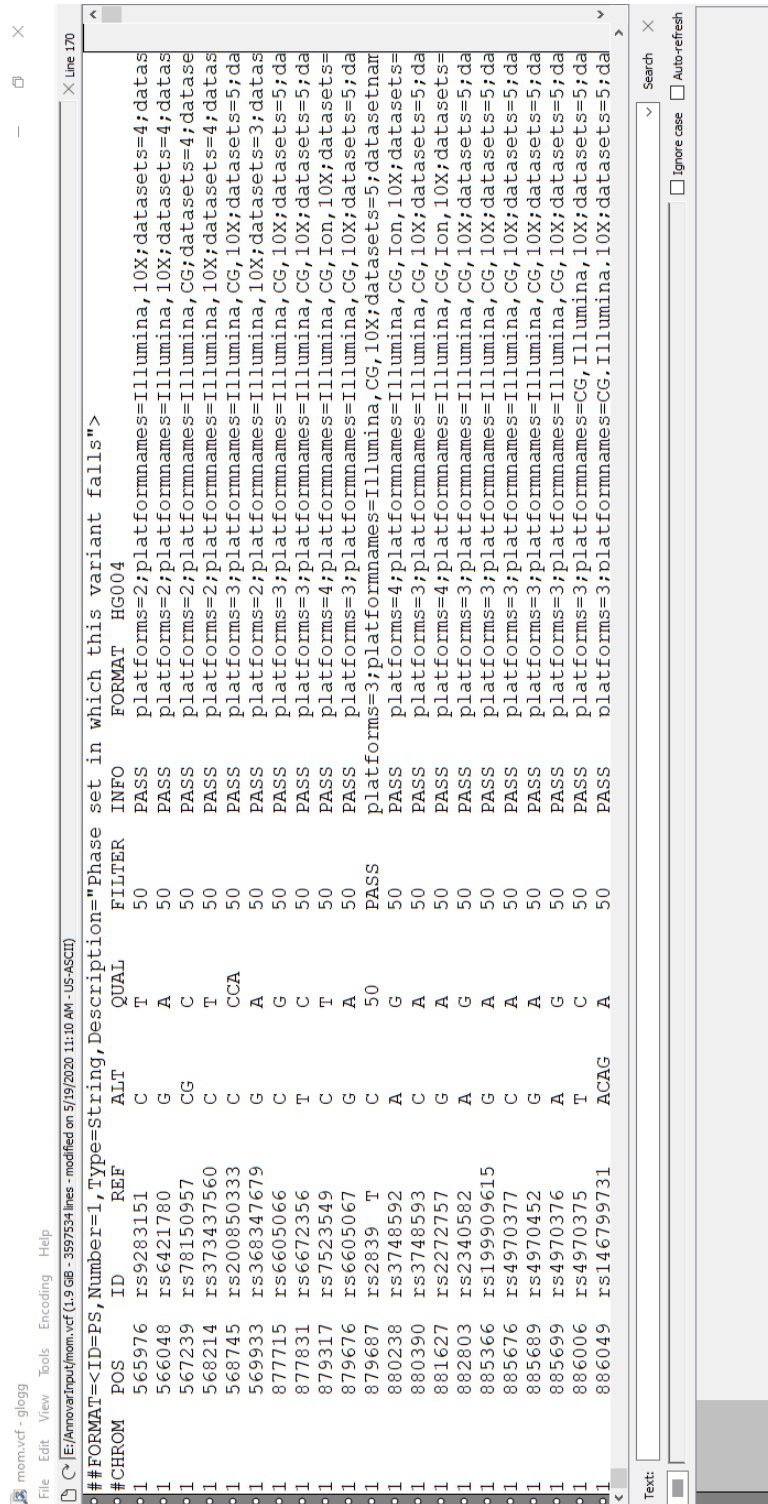 mom.vcf - glogg
File Edit View Tools Encoding Help
E:/AnnovarInput/mom.vcf (1.9 GiB - 3597534 lines - modified on 5/19/2020 11:10 AM - US-ASCII) Line 170
##FORMAT=<ID=PS,Number=1,Type=String,Description="Phase set in which this variant falls">
#CHROM POS ID REF ALT QUAL FILTER INFO FORMAT HG004
1 565976 rs9283151 C T 50 PASS platforms=2;platformnames=Illumina,10X;datasets=4;datas
1 566048 rs6421780 G A 50 PASS platforms=2;platformnames=Illumina,10X;datasets=4;datas
1 567239 rs78150957 CG C 50 PASS platforms=2;platformnames=Illumina,CG;datasets=4;datase
1 568214 rs373437560 C T 50 PASS platforms=2;platformnames=Illumina,10X;datasets=4;datas
1 568745 rs200850333 C CCA 50 PASS platforms=3;platformnames=Illumina,CG,10X;datasets=5;da
1 569933 rs368347679 G A 50 PASS platforms=2;platformnames=Illumina,10X;datasets=3;datas
1 877715 rs6605066 C G 50 PASS platforms=3;platformnames=Illumina,CG,10X;datasets=5;da
1 877831 rs6672356 T C 50 PASS platforms=3;platformnames=Illumina,CG,10X;datasets=5;da
1 879317 rs7523549 C T 50 PASS platforms=4;platformnames=Illumina,CG,Ion,10X;datasets=
1 879676 rs6605067 G A 50 PASS platforms=3;platformnames=Illumina,CG,10X;datasets=5;da
1 879687 rs2839 T C 50 PASS platforms=3;platformnames=Illumina,CG,10X;datasets=5;datasetnam
1 880238 rs3748592 A G 50 PASS platforms=4;platformnames=Illumina,CG,Ion,10X;datasets=
1 880390 rs3748593 C A 50 PASS platforms=3;platformnames=Illumina,CG,10X;datasets=5;da
1 881627 rs2272757 G A 50 PASS platforms=4;platformnames=Illumina,CG,Ion,10X;datasets=
1 882803 rs2340582 A G 50 PASS platforms=3;platformnames=Illumina,CG,10X;datasets=5;da
1 885366 rs199909615 G A 50 PASS platforms=3;platformnames=Illumina,CG,10X;datasets=5;da
1 885676 rs4970377 C A 50 PASS platforms=3;platformnames=Illumina,CG,10X;datasets=5;da
1 885689 rs4970452 G A 50 PASS platforms=3;platformnames=Illumina,CG,10X;datasets=5;da
1 885699 rs4970376 A G 50 PASS platforms=3;platformnames=Illumina,CG,10X;datasets=5;da
1 886006 rs4970375 T C 50 PASS platforms=3;platformnames=CG,Illumina,10X;datasets=5;da
1 886049 rs146799731 ACAG A 50 PASS platforms=3;platformnames=CG,Illumina,10X;datasets=5;da
Text: Search
Ignore case Auto-refresh